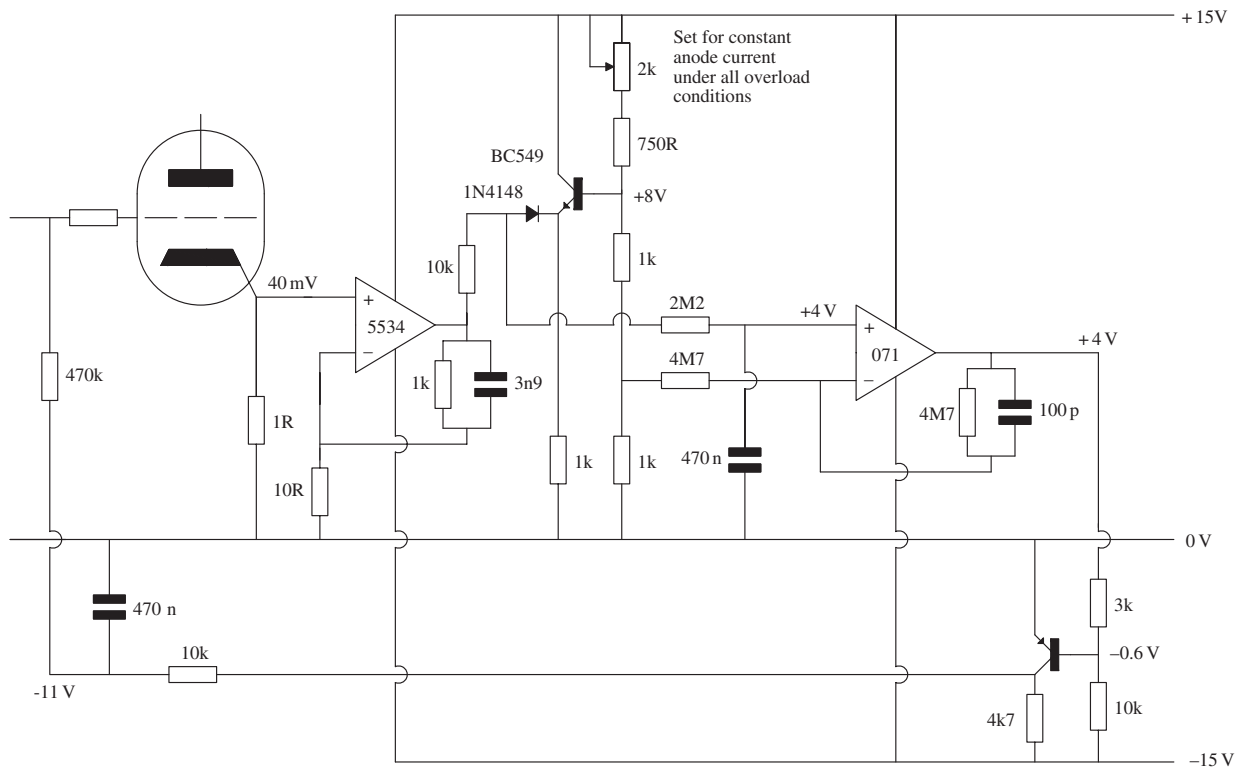 +15V
Set for constant
anode current
under all overload
conditions
2k
750R
BC549
1N4148
+8V
1k
10k
40 mV
+
5534
−
2M2
+4 V
+
071
−
+4 V
4M7
470k
1k
3n9
4M7
100 p
1R
1k
1k
470 n
10R
0 V
470 n
3k
10k
–0.6 V
-11 V
4k7
10k
–15 V